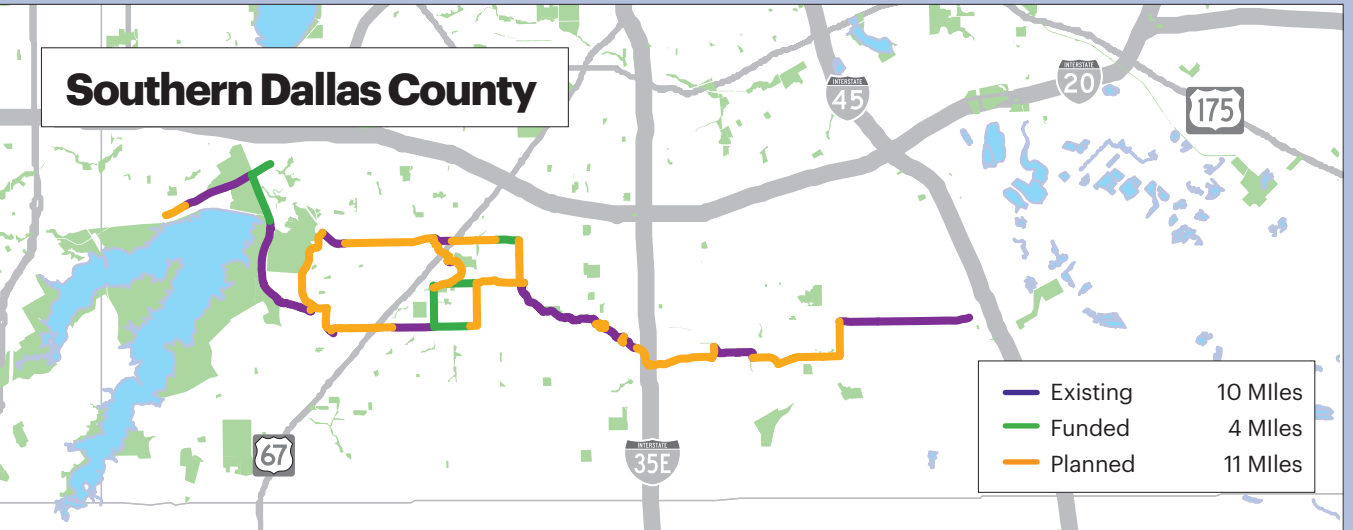 Southern Dallas County
INTERSTATE
45
INTERSTATE
20
175
67
INTERSTATE
35E
Existing 10 MIles
Funded 4 MIles
Planned 11 MIles